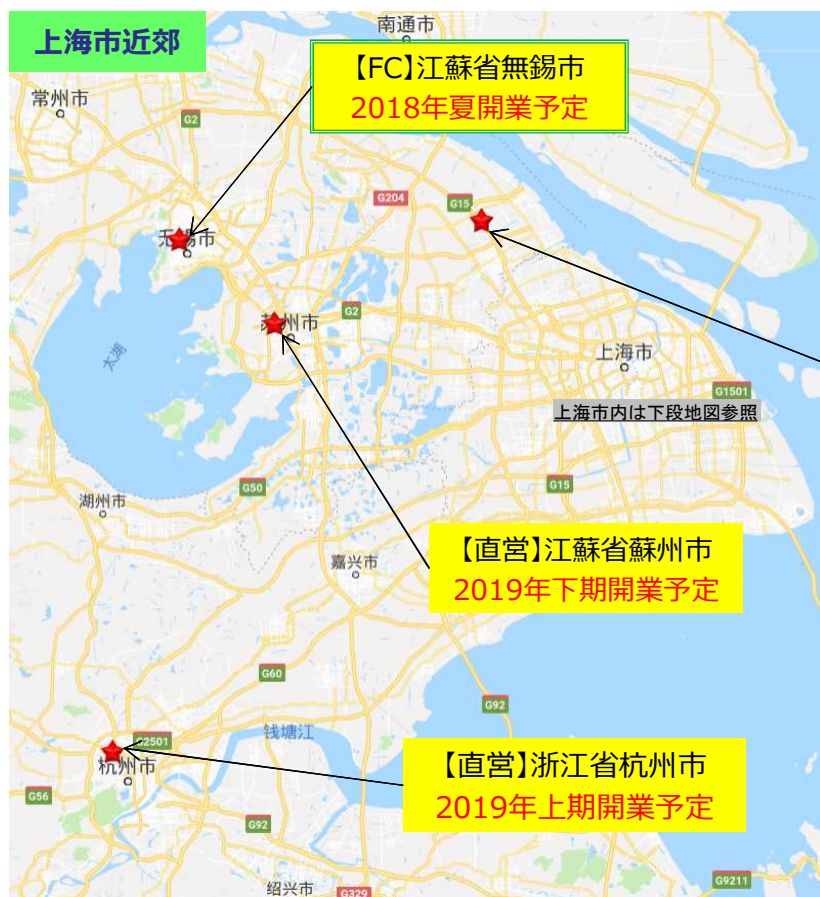 上海市近郊
南通市
【FC】江蘇省無錫市
2018年夏開業予定
常州市
G2
G204
G15
无锡市
苏州市
G2
上海市
太湖
G1501
上海市内は下段地図参照
G50
G15
湖州市
【直営】江蘇省蘇州市
2019年下期開業予定
嘉兴市
G60
G92
钱塘江
G2501
【直営】浙江省杭州市
2019年上期開業予定
杭州市
G56
G92
绍兴市
G329
G9211